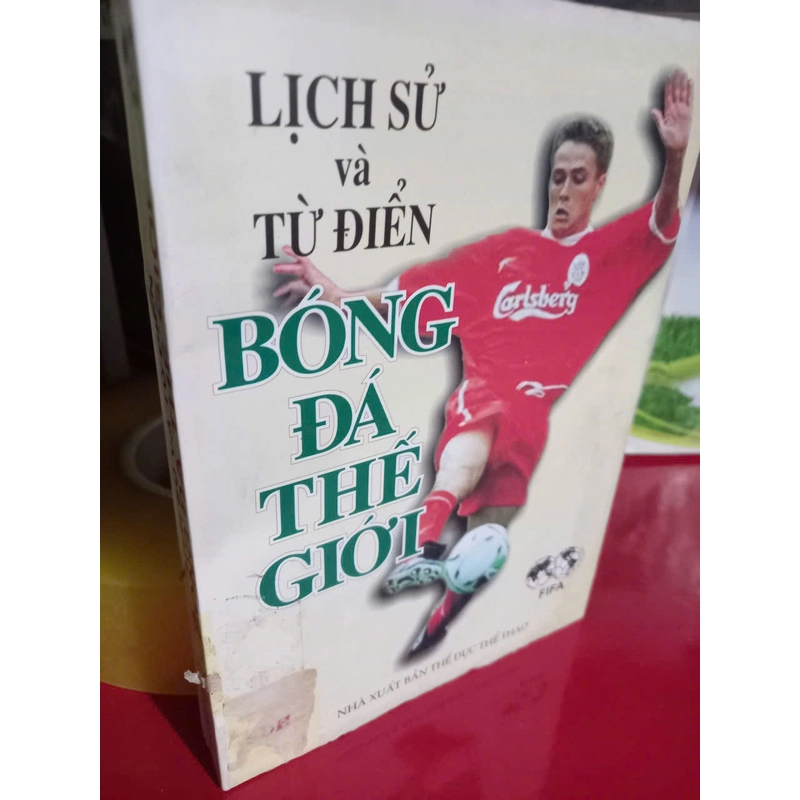 LỊCH SỬ
và
TỪ ĐIỂN
BÓNG
ĐÁ
THẾ
GIỚI
Carlsberg
FIFA
NHÀ XUẤT BẢN THỂ DỤC THỂ THAO